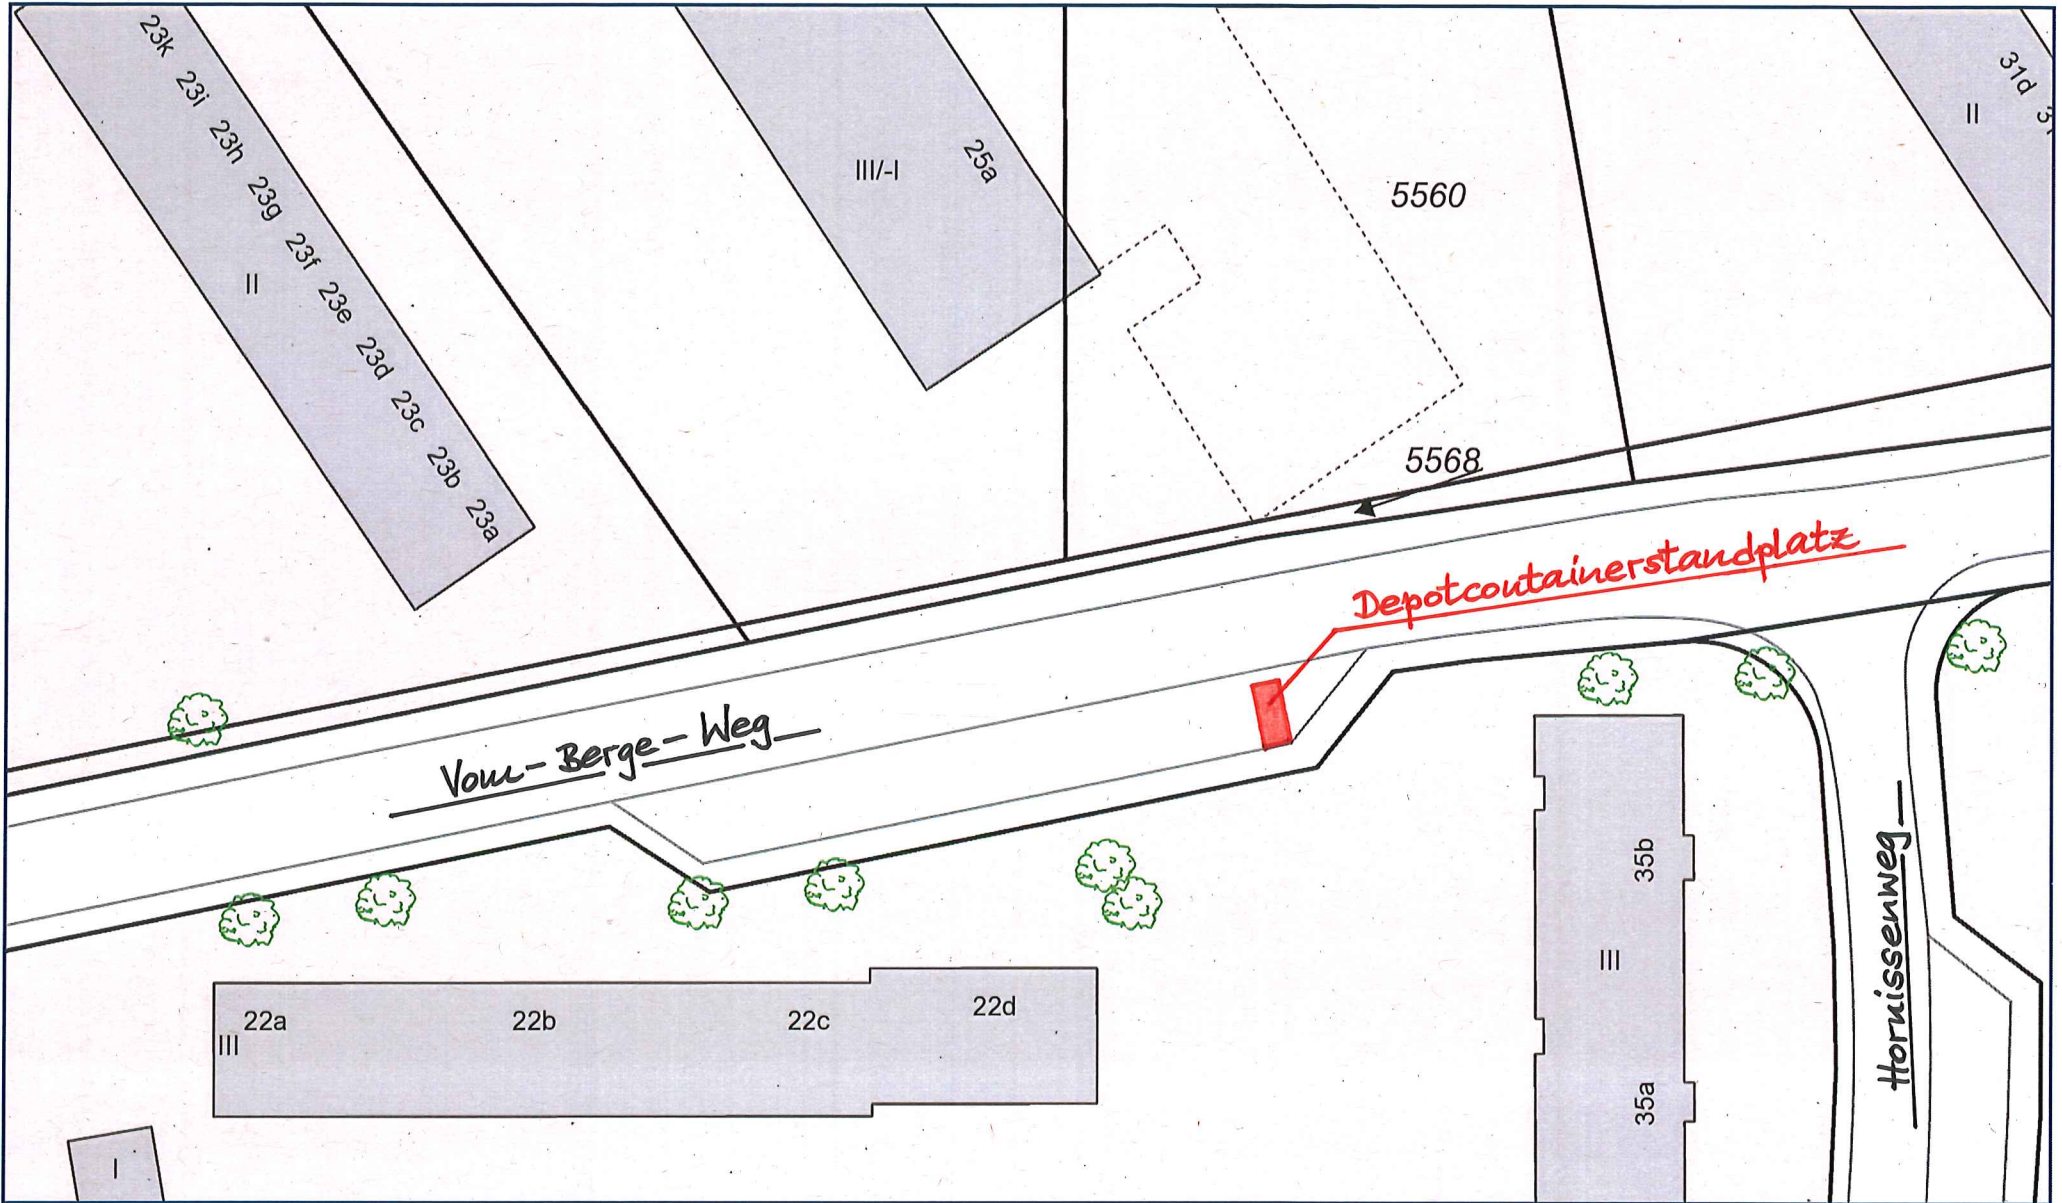 23k
23i
23h
23g
23f
23e
23d
23c
23b
23a
II
III/-I
25a
5560
5568
31d
II
Depotcontainerstandplatz
Vom-Berge-Weg
Hornissenweg
35b
III
35a
22a
22b
22c
22d
III
I